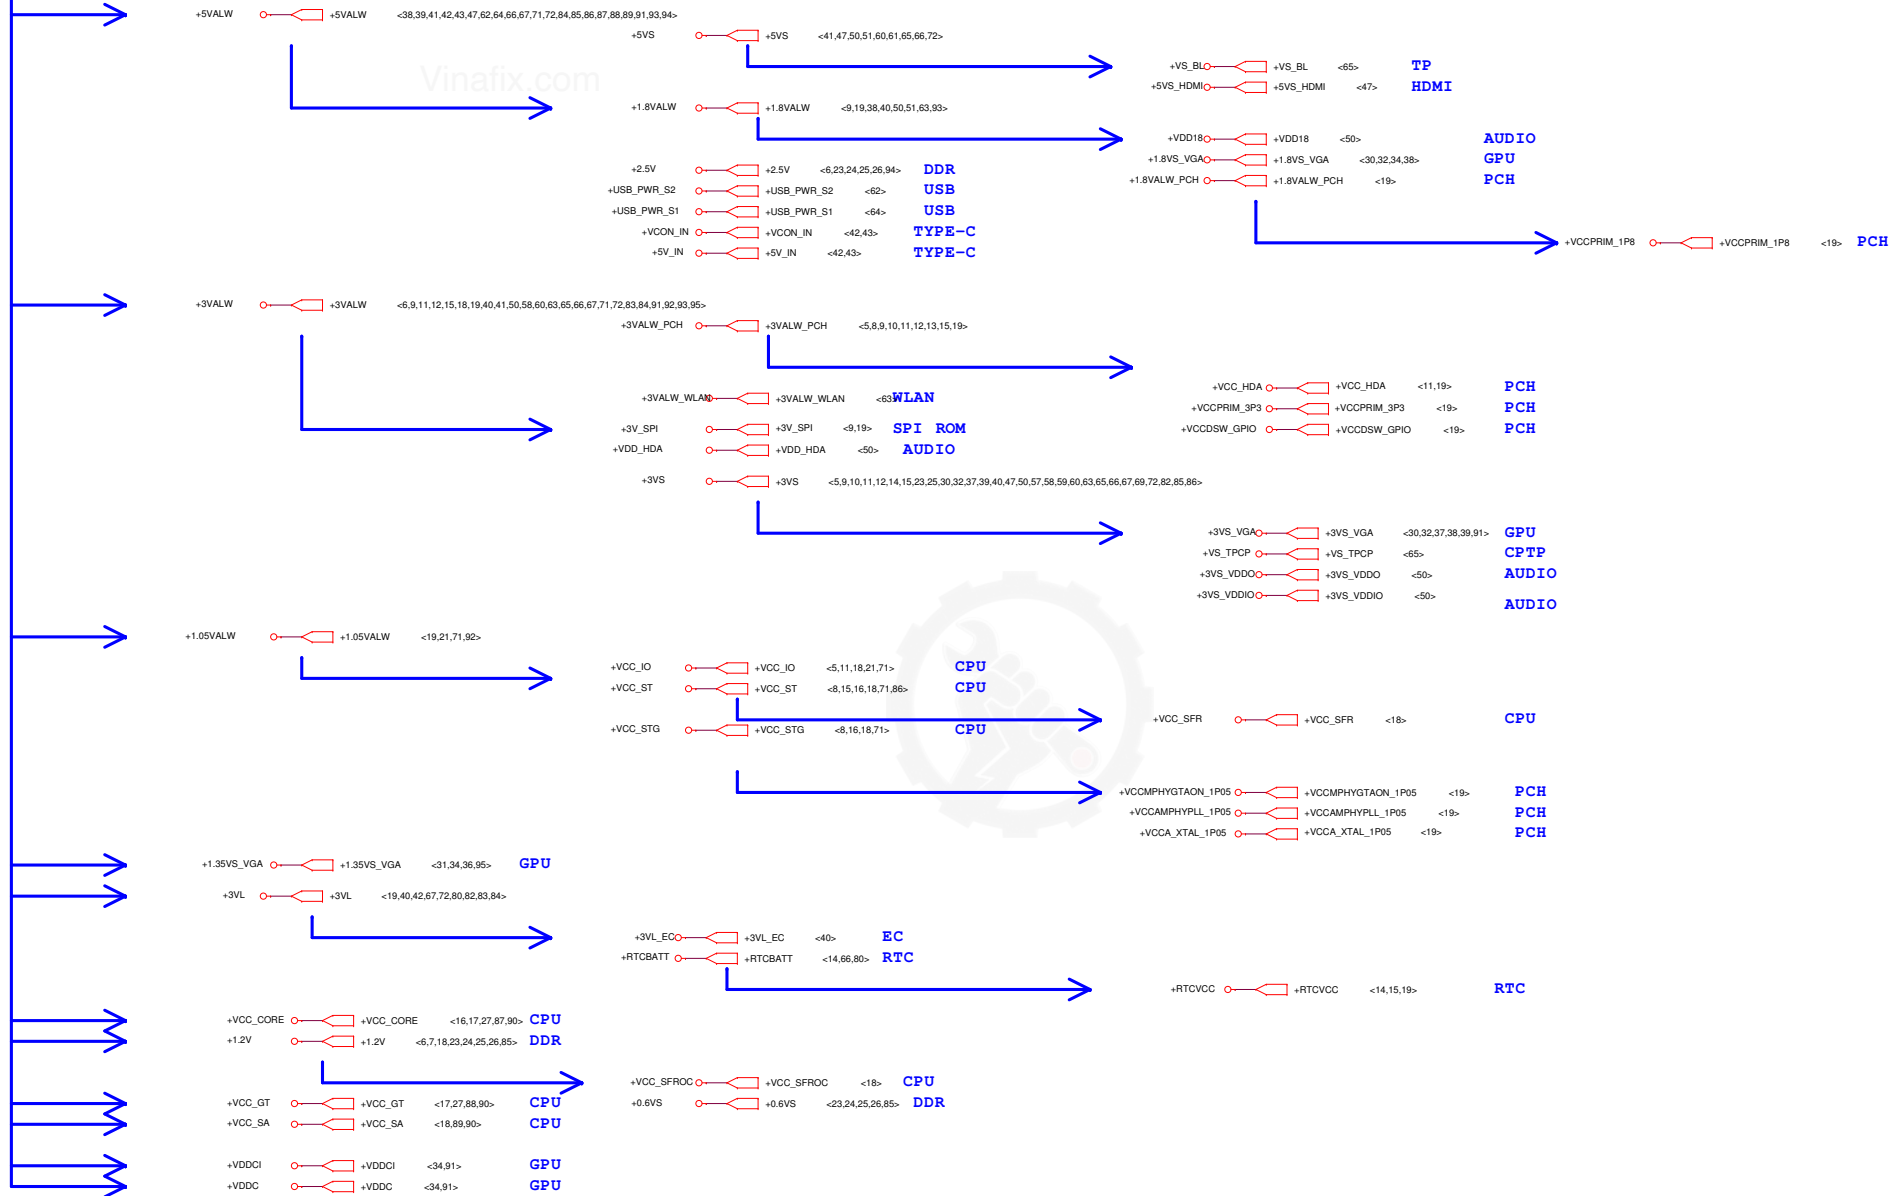 +5VALW +5VALW <38,39,41,42,43,47,62,64,66,67,71,72,84,85,86,87,88,89,91,93,94>
+5VS +5VS <41,47,50,51,60,61,65,66,72>
Vinafix.com
+VS_BL +VS_BL <65> TP
+5VS_HDMI +5VS_HDMI <47> HDMI
+1.8VALW +1.8VALW <9,19,38,40,50,51,63,93>
+VDD18 +VDD18 <50> AUDIO
+1.8VS_VGA +1.8VS_VGA <30,32,34,38> GPU
+1.8VALW_PCH +1.8VALW_PCH <19> PCH
+2.5V +2.5V <6,23,24,25,26,94> DDR
+USB_PWR_S2 +USB_PWR_S2 <62> USB
+USB_PWR_S1 +USB_PWR_S1 <64> USB
+VCON_IN +VCON_IN <42,43> TYPE-C
+5V_IN +5V_IN <42,43> TYPE-C
+VCCPRIM_1P8 +VCCPRIM_1P8 <19> PCH
+3VALW +3VALW <6,9,11,12,15,18,19,40,41,50,58,60,63,65,66,67,71,72,83,84,91,92,93,95>
+3VALW_PCH +3VALW_PCH <5,8,9,10,11,12,13,15,19>
+VCC_HDA +VCC_HDA <11,19> PCH
+VCCPRIM_3P3 +VCCPRIM_3P3 <19> PCH
+VCCDSW_GPIO +VCCDSW_GPIO <19> PCH
+3VALW_WLAN +3VALW_WLAN <63> WLAN
+3V_SPI +3V_SPI <9,19> SPI ROM
+VDD_HDA +VDD_HDA <50> AUDIO
+3VS +3VS <5,9,10,11,12,14,15,23,25,30,32,37,39,40,47,50,57,58,59,60,63,65,66,67,69,72,82,85,86>
+3VS_VGA +3VS_VGA <30,32,37,38,39,91> GPU
+VS_TPCP +VS_TPCP <65> CPTP
+3VS_VDDO +3VS_VDDO <50> AUDIO
+3VS_VDDIO +3VS_VDDIO <50> AUDIO
+1.05VALW +1.05VALW <19,21,71,92>
+VCC_IO +VCC_IO <5,11,18,21,71> CPU
+VCC_ST +VCC_ST <8,15,16,18,71,86> CPU
+VCC_SFR +VCC_SFR <18> CPU
+VCC_STG +VCC_STG <8,16,18,71> CPU
+VCCMPHYGTAON_1P05 +VCCMPHYGTAON_1P05 <19> PCH
+VCCAMPHYPLL_1P05 +VCCAMPHYPLL_1P05 <19> PCH
+VCCA_XTAL_1P05 +VCCA_XTAL_1P05 <19> PCH
+1.35VS_VGA +1.35VS_VGA <31,34,36,95> GPU
+3VL +3VL <19,40,42,67,72,80,82,83,84>
+3VL_EC +3VL_EC <40> EC
+RTCBATT +RTCBATT <14,66,80> RTC
+RTCVCC +RTCVCC <14,15,19> RTC
+VCC_CORE +VCC_CORE <16,17,27,87,90> CPU
+1.2V +1.2V <6,7,18,23,24,25,26,85> DDR
+VCC_SFROC +VCC_SFROC <18> CPU
+VCC_GT +VCC_GT <17,27,88,90> CPU
+0.6VS +0.6VS <23,24,25,26,85> DDR
+VCC_SA +VCC_SA <18,89,90> CPU
+VDDCI +VDDCI <34,91> GPU
+VDDC +VDDC <34,91> GPU